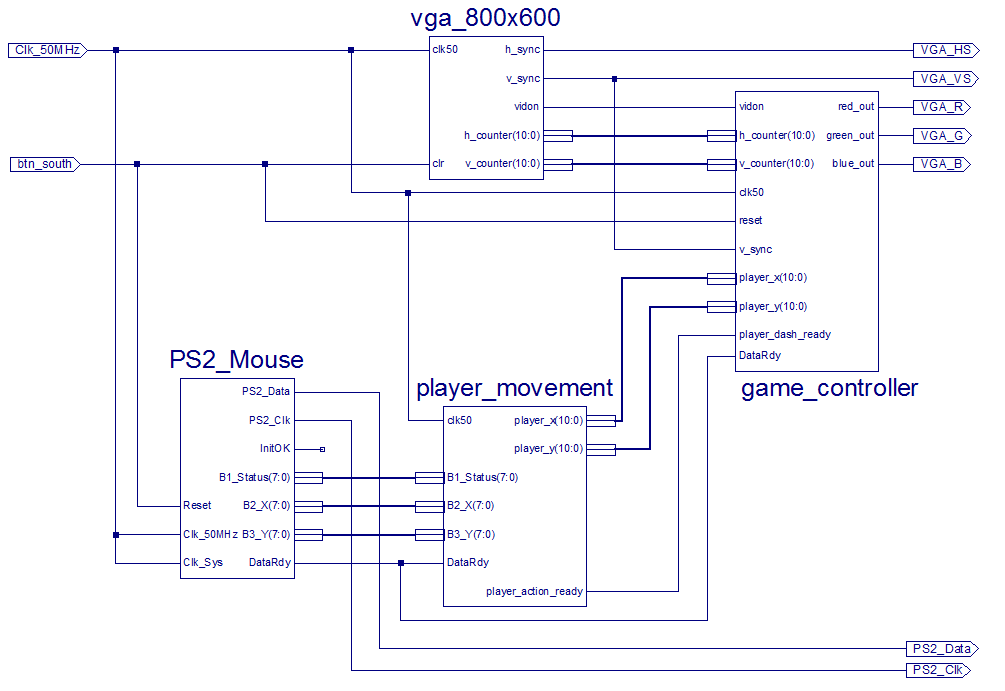 vga_800x600
Clk_50MHz
clk50
h_sync
VGA_HS
v_sync
VGA_VS
vidon
vidon
red_out
VGA_R
h_counter(10:0)
h_counter(10:0)
green_out
VGA_G
btn_south
clr
v_counter(10:0)
v_counter(10:0)
blue_out
VGA_B
clk50
reset
v_sync
player_x(10:0)
player_y(10:0)
player_dash_ready
DataRdy
game_controller
PS2_Mouse
PS2_Data
PS2_Clk
InitOK
B1_Status(7:0)
Reset
B2_X(7:0)
Clk_50MHz
B3_Y(7:0)
Clk_Sys
DataRdy
player_movement
clk50
player_x(10:0)
player_y(10:0)
B1_Status(7:0)
B2_X(7:0)
B3_Y(7:0)
DataRdy
player_action_ready
PS2_Data
PS2_Clk